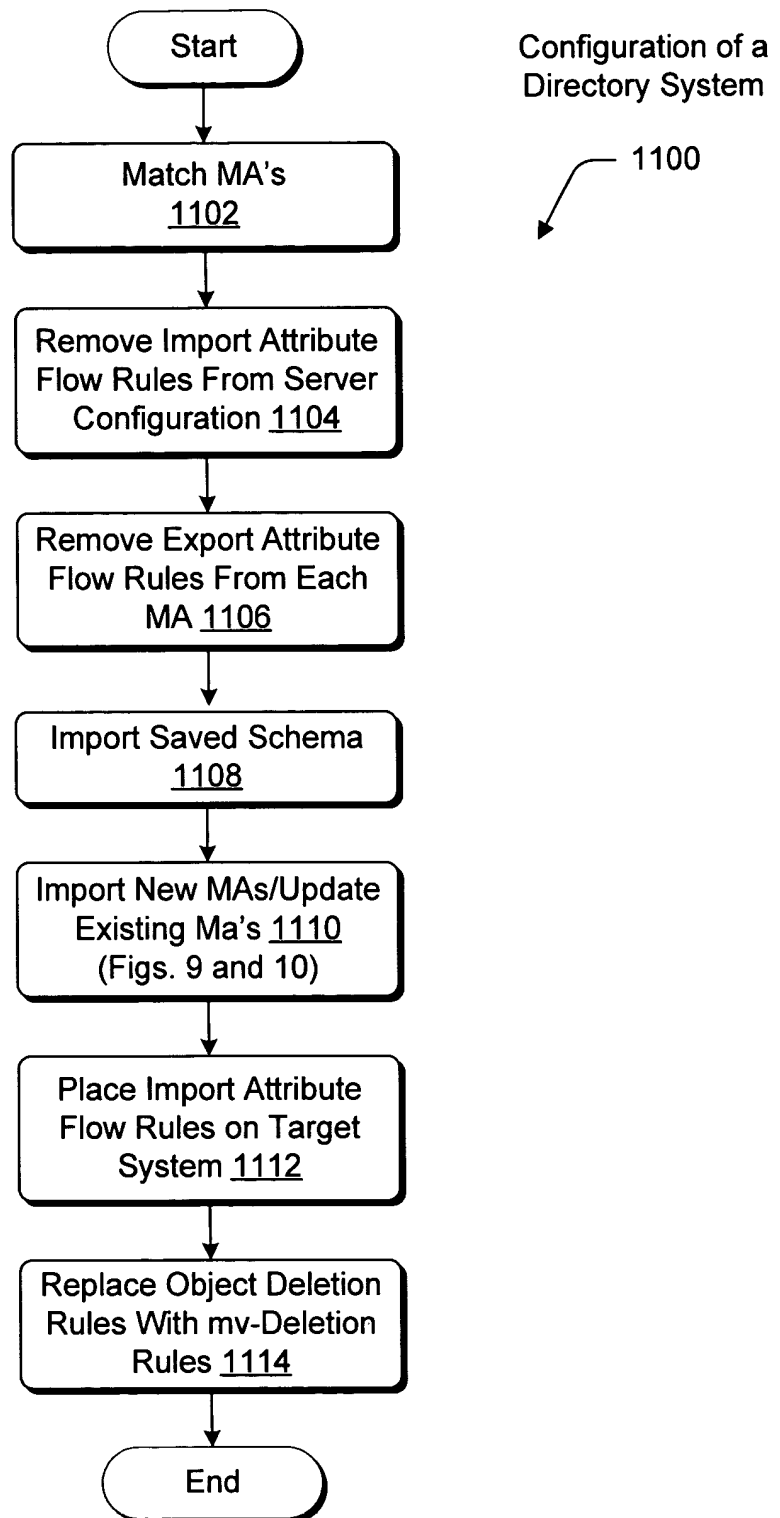 Start
Configuration of a
Directory System
1100
Match MA's
1102
Remove Import Attribute
Flow Rules From Server
Configuration 1104
Remove Export Attribute
Flow Rules From Each
MA 1106
Import Saved Schema
1108
Import New MAs/Update
Existing Ma's 1110
(Figs. 9 and 10)
Place Import Attribute
Flow Rules on Target
System 1112
Replace Object Deletion
Rules With mv-Deletion
Rules 1114
End